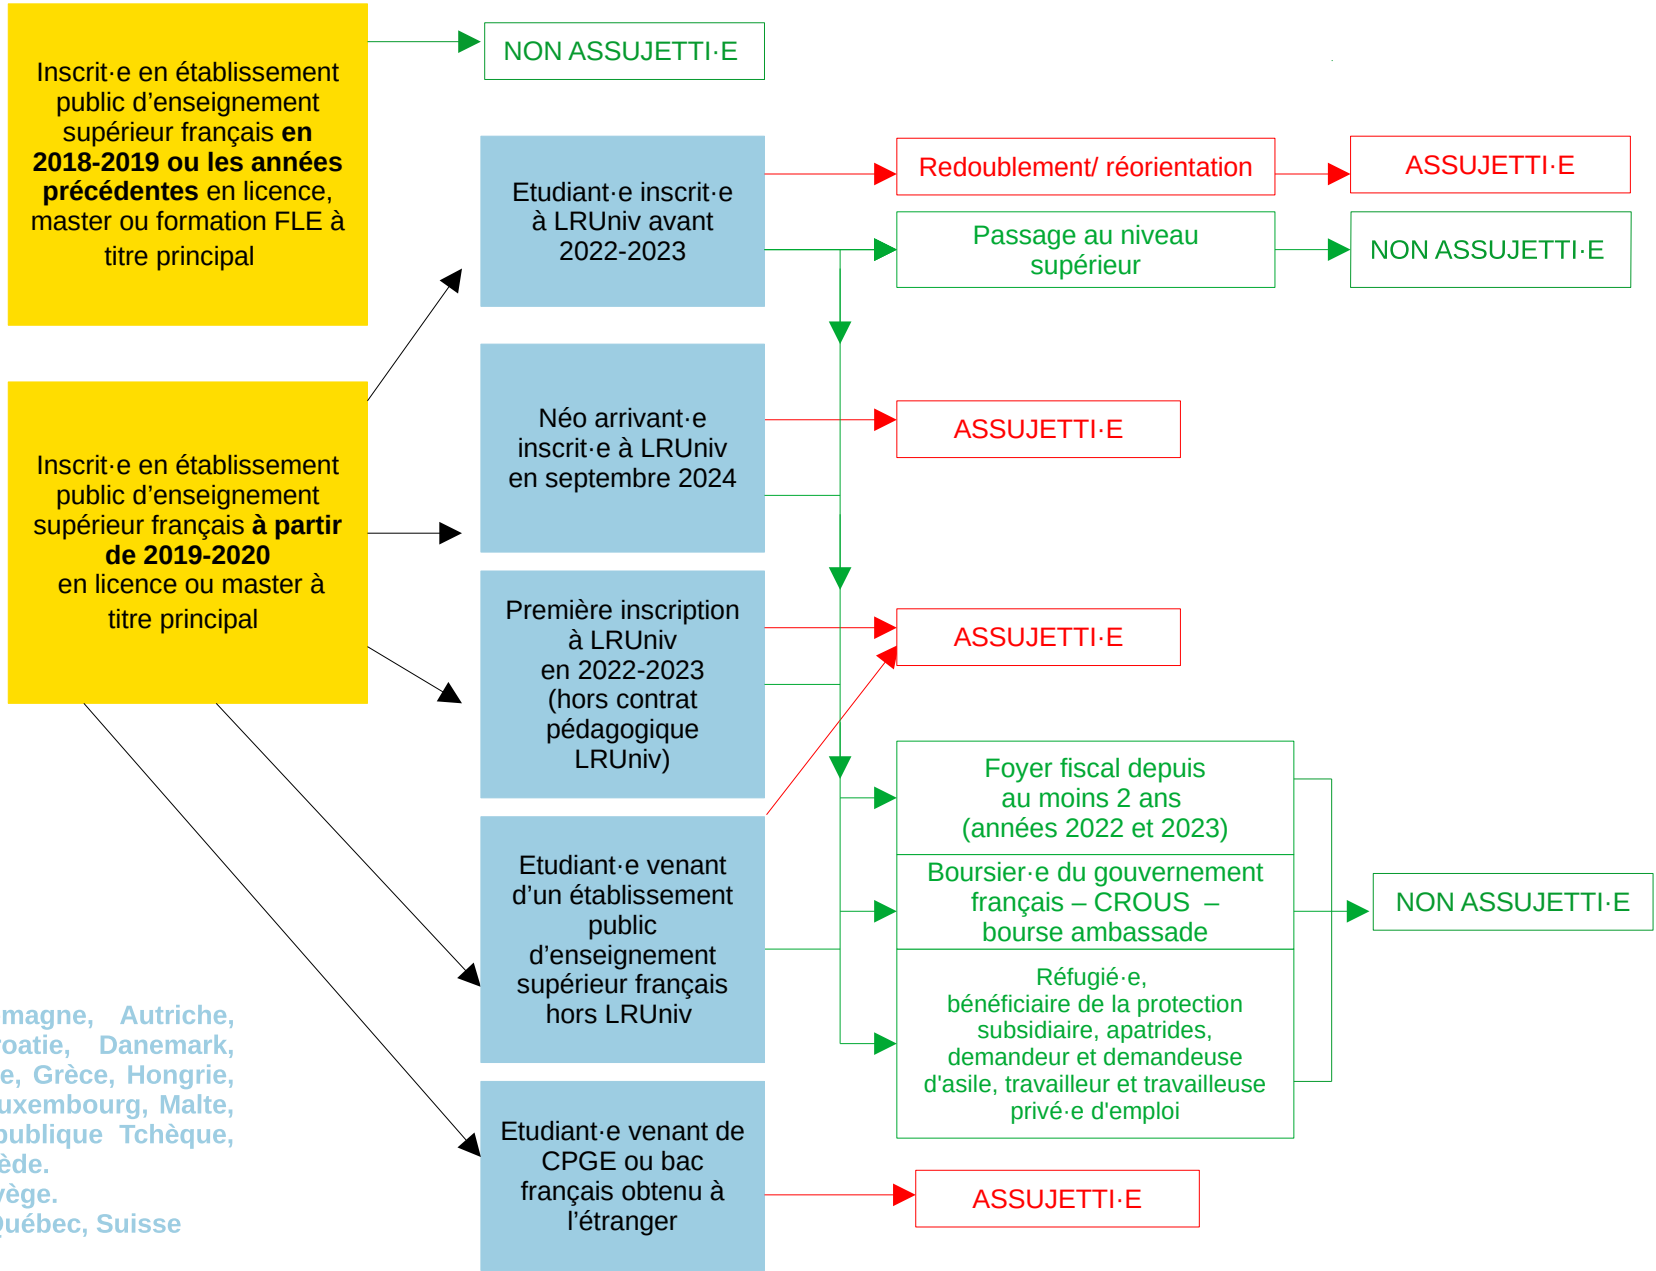 Inscrit·e en établissement
public d’enseignement
supérieur français en
2018-2019 ou les années
précédentes en licence,
master ou formation FLE à
titre principal
NON ASSUJETTI·E
Inscrit·e en établissement
public d’enseignement
supérieur français à partir
de 2019-2020
en licence ou master à
titre principal
Etudiant·e inscrit·e
à LRUniv avant
2022-2023
Redoublement/ réorientation
ASSUJETTI·E
Passage au niveau
supérieur
NON ASSUJETTI·E
Néo arrivant·e
inscrit·e à LRUniv
en septembre 2024
ASSUJETTI·E
Première inscription
à LRUniv
en 2022-2023
(hors contrat
pédagogique
LRUniv)
ASSUJETTI·E
Etudiant·e venant
d’un établissement
public
d’enseignement
supérieur français
hors LRUniv
Foyer fiscal depuis
au moins 2 ans
(années 2022 et 2023)
Boursier·e du gouvernement
français – CROUS –
bourse ambassade
Réfugié·e,
bénéficiaire de la protection
subsidiaire, apatrides,
demandeur et demandeuse
d'asile, travailleur et travailleuse
privé·e d'emploi
NON ASSUJETTI·E
Etudiant·e venant de
CPGE ou bac
français obtenu à
l’étranger
ASSUJETTI·E
magne, Autriche,
roatie, Danemark,
e, Grèce, Hongrie,
uxembourg, Malte,
publique Tchèque,
ède.
vège.
Québec, Suisse